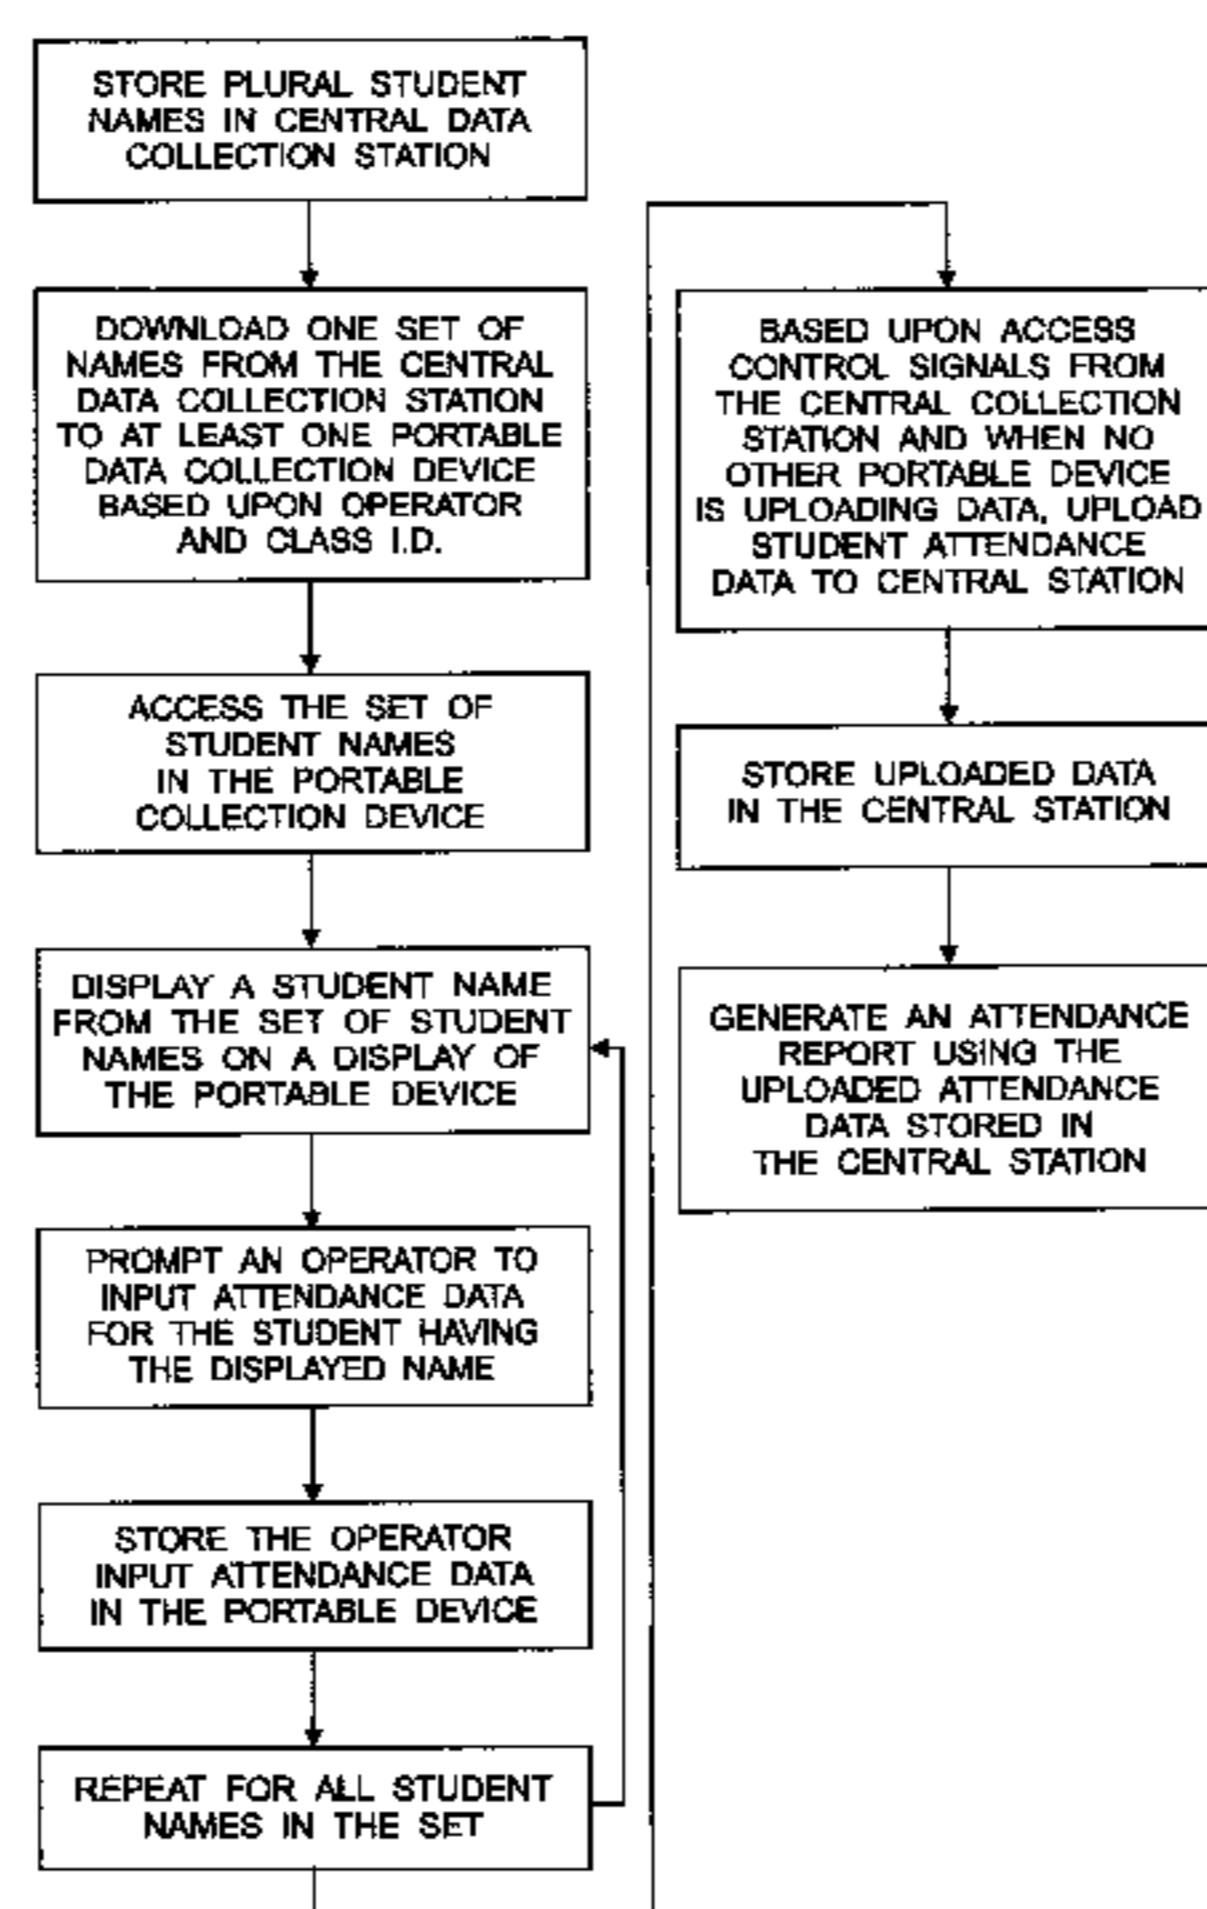 STORE PLURAL STUDENT
NAMES IN CENTRAL DATA
COLLECTION STATION
DOWNLOAD ONE SET OF
NAMES FROM THE CENTRAL
DATA COLLECTION STATION
TO AT LEAST ONE PORTABLE
DATA COLLECTION DEVICE
BASED UPON OPERATOR
AND CLASS I.D.
ACCESS THE SET OF
STUDENT NAMES
IN THE PORTABLE
COLLECTION DEVICE
DISPLAY A STUDENT NAME
FROM THE SET OF STUDENT
NAMES ON A DISPLAY OF
THE PORTABLE DEVICE
PROMPT AN OPERATOR TO
INPUT ATTENDANCE DATA
FOR THE STUDENT HAVING
THE DISPLAYED NAME
STORE THE OPERATOR
INPUT ATTENDANCE DATA
IN THE PORTABLE DEVICE
REPEAT FOR ALL STUDENT
NAMES IN THE SET
BASED UPON ACCESS
CONTROL SIGNALS FROM
THE CENTRAL COLLECTION
STATION AND WHEN NO
OTHER PORTABLE DEVICE
IS UPLOADING DATA, UPLOAD
STUDENT ATTENDANCE
DATA TO CENTRAL STATION
STORE UPLOADED DATA
IN THE CENTRAL STATION
GENERATE AN ATTENDANCE
REPORT USING THE
UPLOADED ATTENDANCE
DATA STORED IN
THE CENTRAL STATION